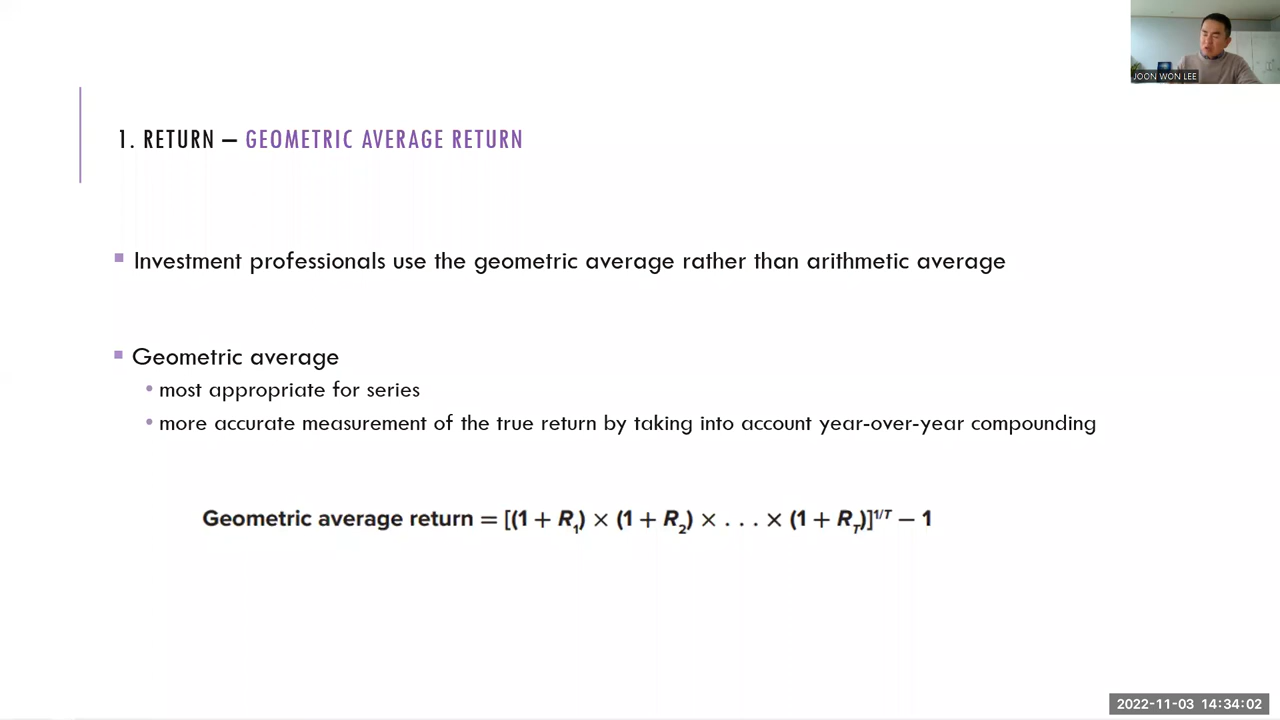 JOON WON LEE
1. RETURN – GEOMETRIC AVERAGE RETURN
▪ Investment professionals use the geometric average rather than arithmetic average
▪ Geometric average
• most appropriate for series
• more accurate measurement of the true return by taking into account year-over-year compounding
Geometric average return = [(1 + R₁) × (1 + R₂) × . . . × (1 + R_T)]^1/T – 1
2022-11-03 14:34:02